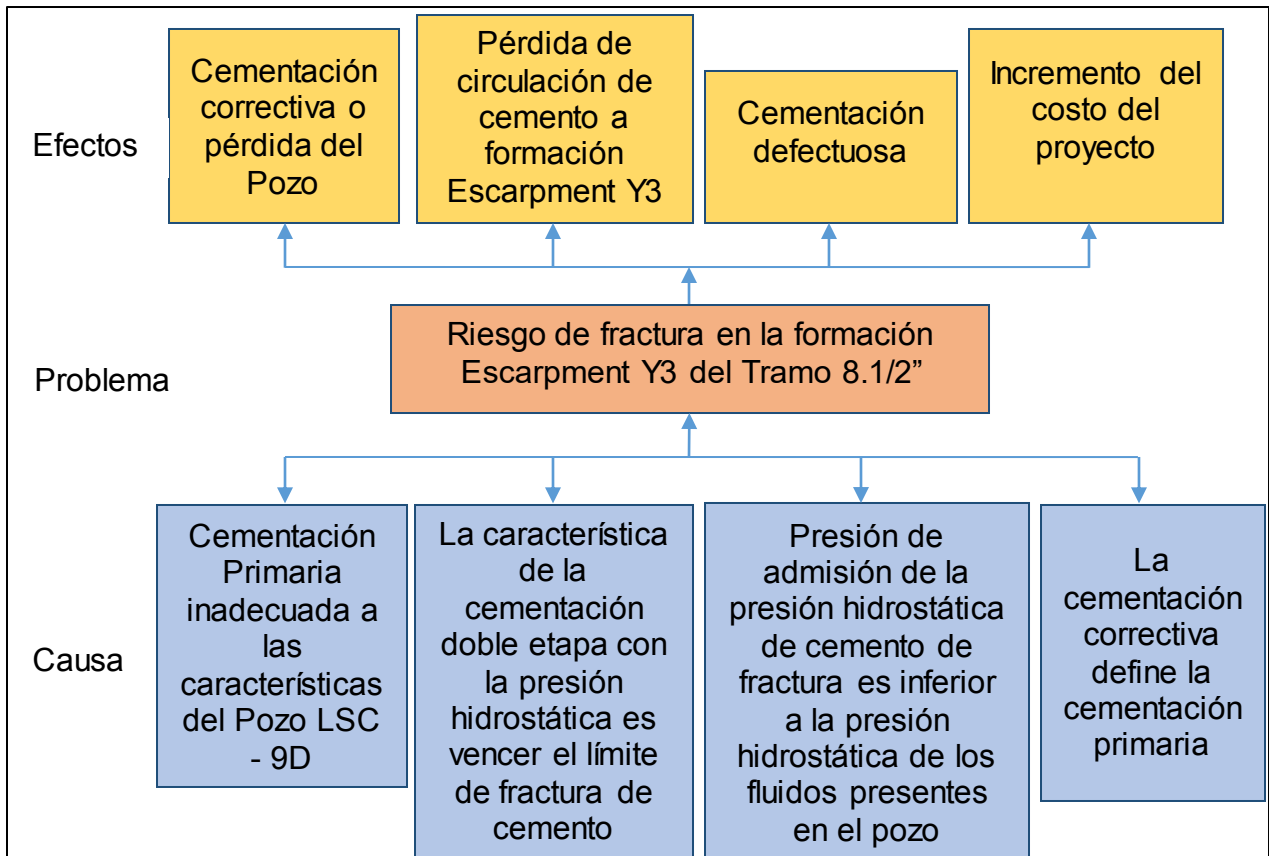 Efectos
Cementación
correctiva o
pérdida del
Pozo
Pérdida de
circulación de
cemento a
formación
Escarpment Y3
Cementación
defectuosa
Incremento del
costo del
proyecto
Problema
Riesgo de fractura en la formación
Escarpment Y3 del Tramo 8.1/2”
Causa
Cementación
Primaria
inadecuada a
las
características
del Pozo LSC
- 9D
La característica
de la
cementación
doble etapa con
la presión
hidrostática es
vencer el límite
de fractura de
cemento
Presión de
admisión de la
presión hidrostática
de cemento de
fractura es inferior
a la presión
hidrostática de los
fluidos presentes
en el pozo
La
cementación
correctiva
define la
cementación
primaria